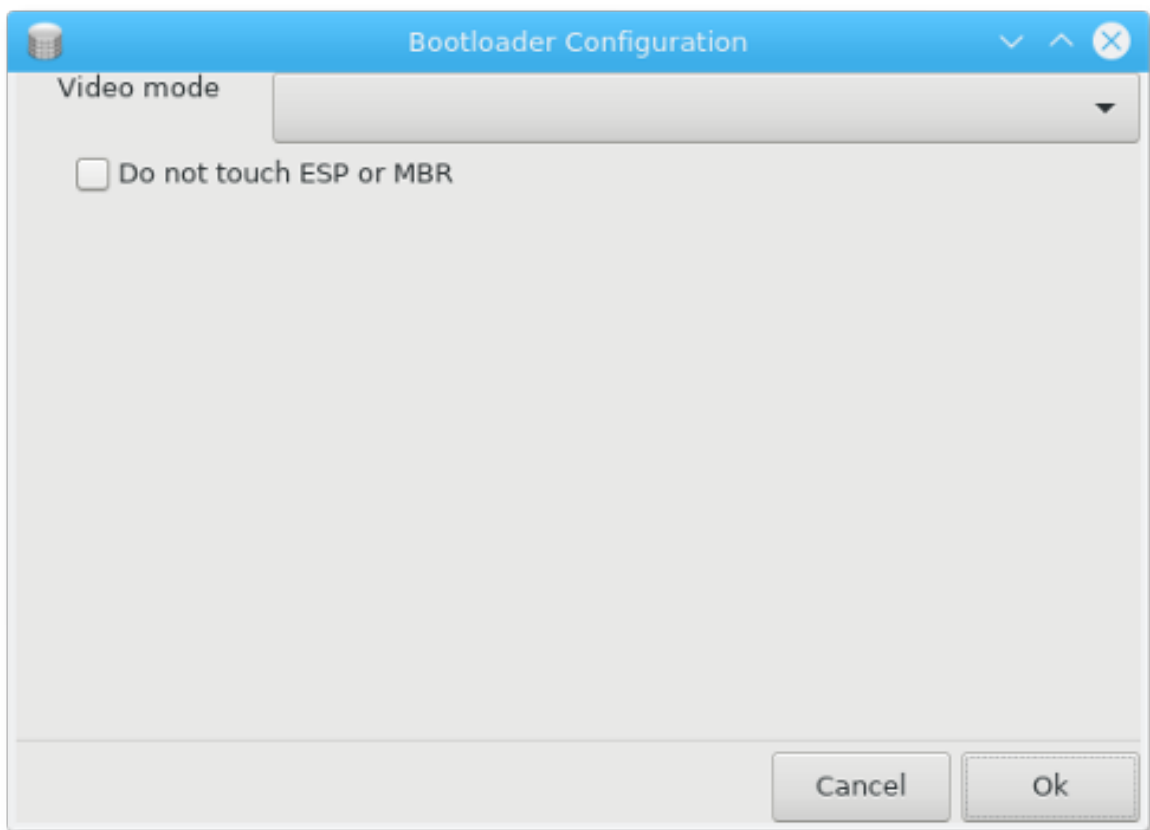 Bootloader Configuration
Video mode
Do not touch ESP or MBR
Cancel
Ok